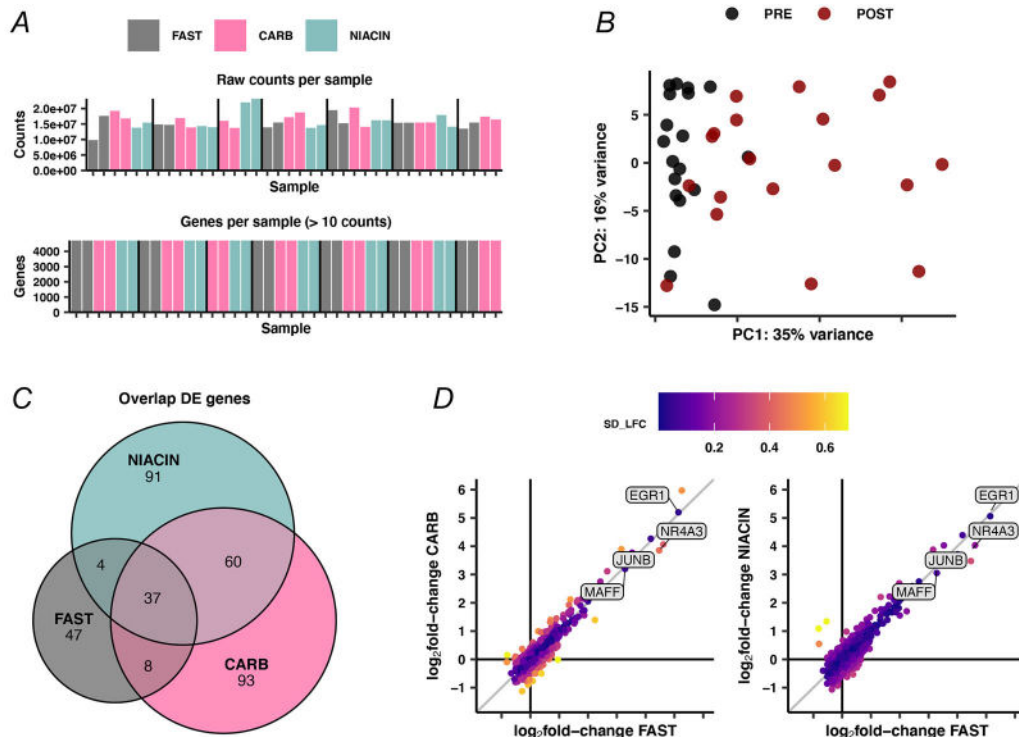 A
FAST
CARB
NIACIN
Raw counts per sample
Counts
2.0e+07
1.5e+07
1.0e+07
5.0e+06
0.0e+00
Sample
Genes per sample (> 10 counts)
Genes
4000
3000
2000
1000
0
Sample
B
PRE
POST
PC2: 16% variance
5
0
−5
−10
−15
PC1: 35% variance
C
Overlap DE genes
NIACIN
91
4
60
37
FAST
47
8
CARB
93
D
SD_LFC
0.2
0.4
0.6
log2fold−change CARB
6
5
4
3
2
1
0
−1
EGR1
NR4A3
JUNB
MAFF
log2fold−change FAST
log2fold−change NIACIN
6
5
4
3
2
1
0
−1
EGR1
NR4A3
JUNB
MAFF
log2fold−change FAST